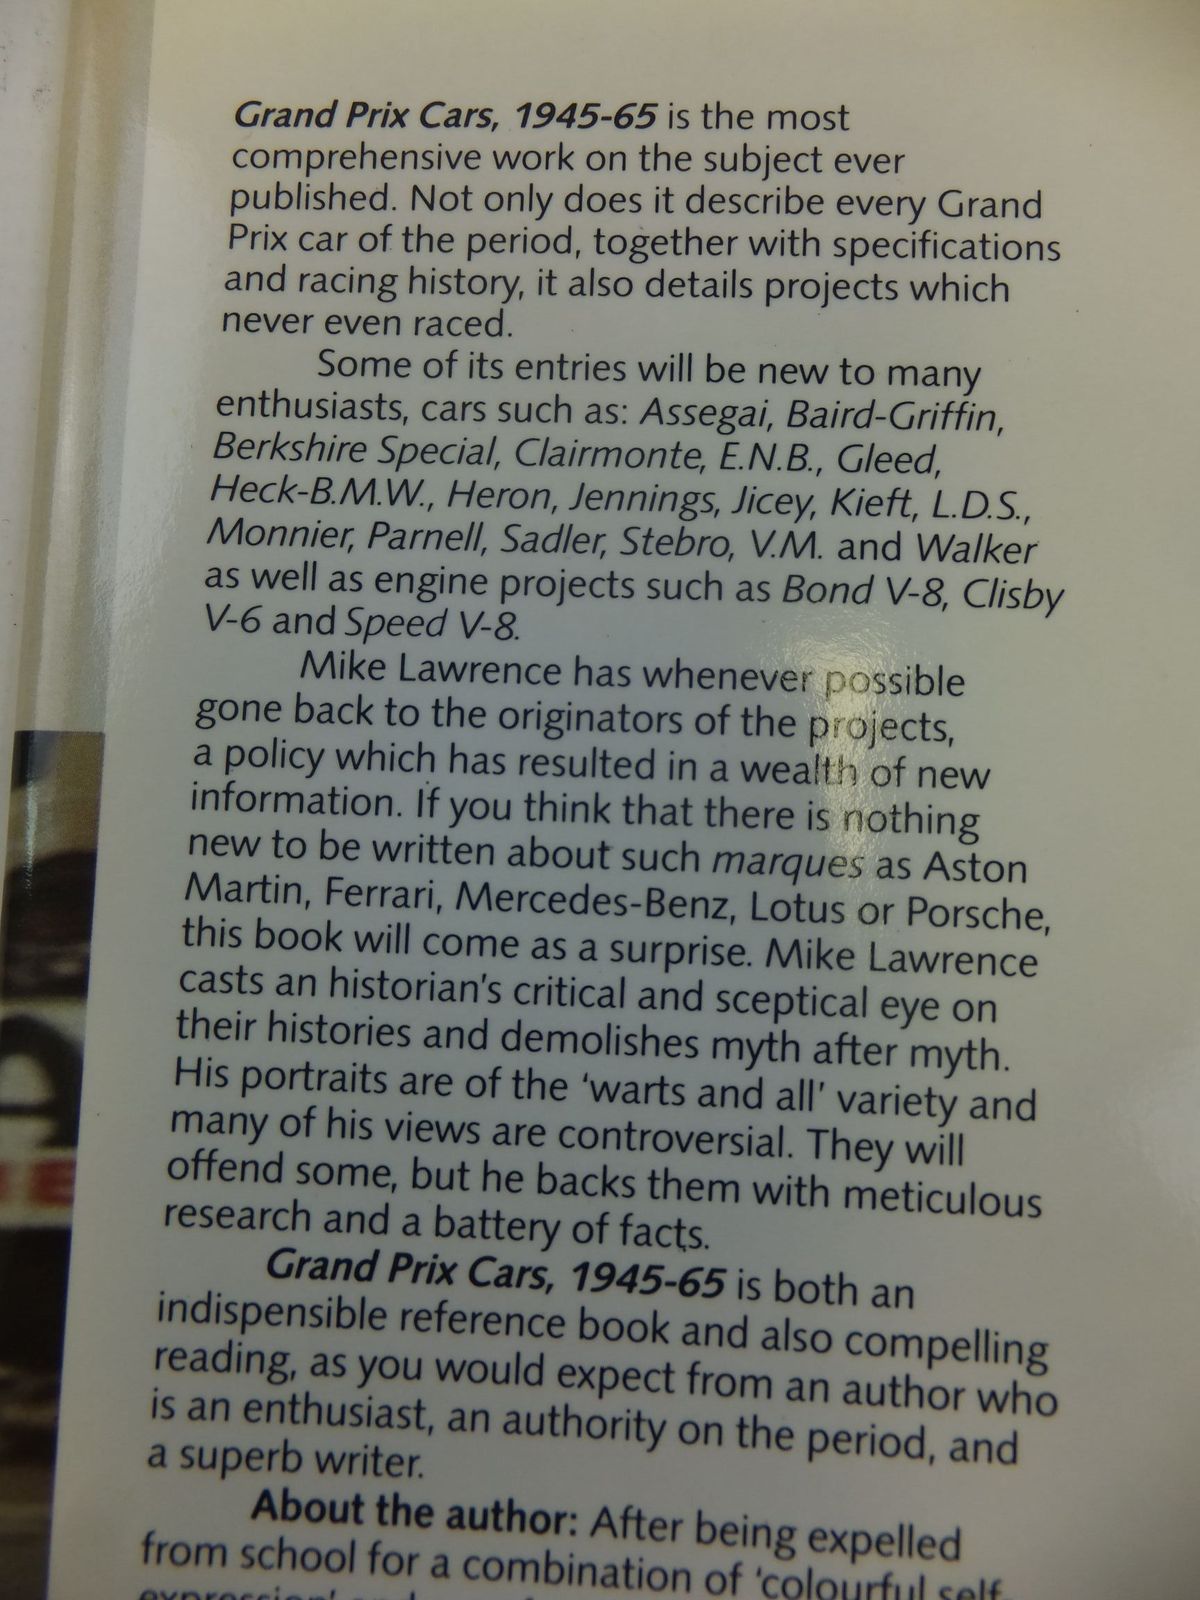 Grand Prix Cars, 1945-65 is the most
comprehensive work on the subject ever
published. Not only does it describe every Grand
Prix car of the period, together with specifications
and racing history, it also details projects which
never even raced.
Some of its entries will be new to many
enthusiasts, cars such as: Assegai, Baird-Griffin,
Berkshire Special, Clairmonte, E.N.B., Gleed,
Heck-B.M.W., Heron, Jennings, Jicey, Kieft, L.D.S.,
Monnier, Parnell, Sadler, Stebro, V.M. and Walker
as well as engine projects such as Bond V-8, Clisby
V-6 and Speed V-8.
Mike Lawrence has whenever possible
gone back to the originators of the projects,
a policy which has resulted in a wealth of new
information. If you think that there is nothing
new to be written about such marques as Aston
Martin, Ferrari, Mercedes-Benz, Lotus or Porsche,
this book will come as a surprise. Mike Lawrence
casts an historian's critical and sceptical eye on
their histories and demolishes myth after myth.
His portraits are of the 'warts and all' variety and
many of his views are controversial. They will
offend some, but he backs them with meticulous
research and a battery of facts.
Grand Prix Cars, 1945-65 is both an
indispensible reference book and also compelling
reading, as you would expect from an author who
is an enthusiast, an authority on the period, and
a superb writer.
About the author: After being expelled
from school for a combination of 'colourful self